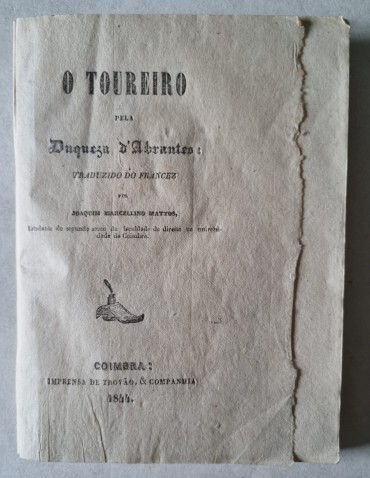 O TOUREIRO
PELA
Duqueza d'Abrantes:
TRADUZIDO DO FRANCEZ
POR
JOAQUIM MARCELLINO MATTOS,
Estudante do segundo anno da faculdade de direito na univer-
dade de Coimbra.
COIMBRA:
IMPRENSA DE TROVÃO, & COMPANHIA
1844.